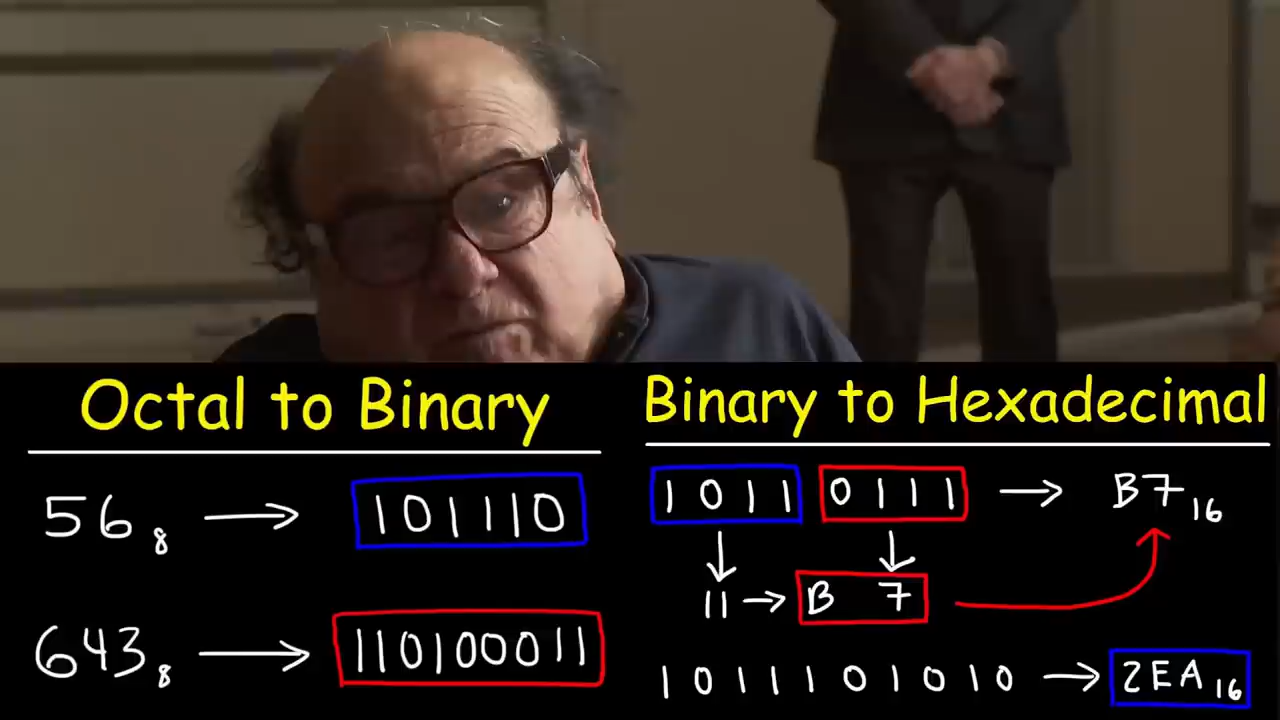 Octal to Binary
56₈ → 101110
643₈ → 110100011
Binary to Hexadecimal
1011 0111 → B7₁₆
11 → B 7
1011101010 → 2EA₁₆